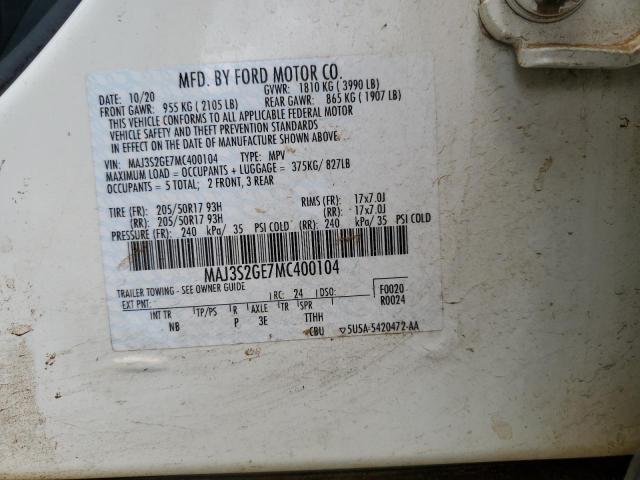 MFD. BY FORD MOTOR CO.
DATE: 10/20 GVWR: 1810 KG ( 3990 LB)
FRONT GAWR: 955 KG ( 2105 LB) REAR GAWR: 865 KG ( 1907 LB)
THIS VEHICLE CONFORMS TO ALL APPLICABLE FEDERAL MOTOR
VEHICLE SAFETY AND THEFT PREVENTION STANDARDS
IN EFFECT ON THE DATE OF MANUFACTURE SHOWN ABOVE.
VIN: MAJ3S2GE7MC400104 TYPE: MPV
MAXIMUM LOAD = OCCUPANTS + LUGGAGE = 375KG/ 827LB
OCCUPANTS = 5 TOTAL; 2 FRONT, 3 REAR
TIRE (FR): 205/50R17 93H RIMS (FR): 17x7.0J
(RR): 205/50R17 93H (RR): 17x7.0J
PRESSURE (FR): 240 kPa/ 35 PSI COLD (RR): 240 kPa/ 35 PSI COLD
MAJ3S2GE7MC400104
TRAILER TOWING - SEE OWNER GUIDE RC: 24 DSO: F0020
R0024
INT TR TP/PS R AXLE TR SPR
NB P 3E TTHH
CBU ▽5U5A-5420472-AA